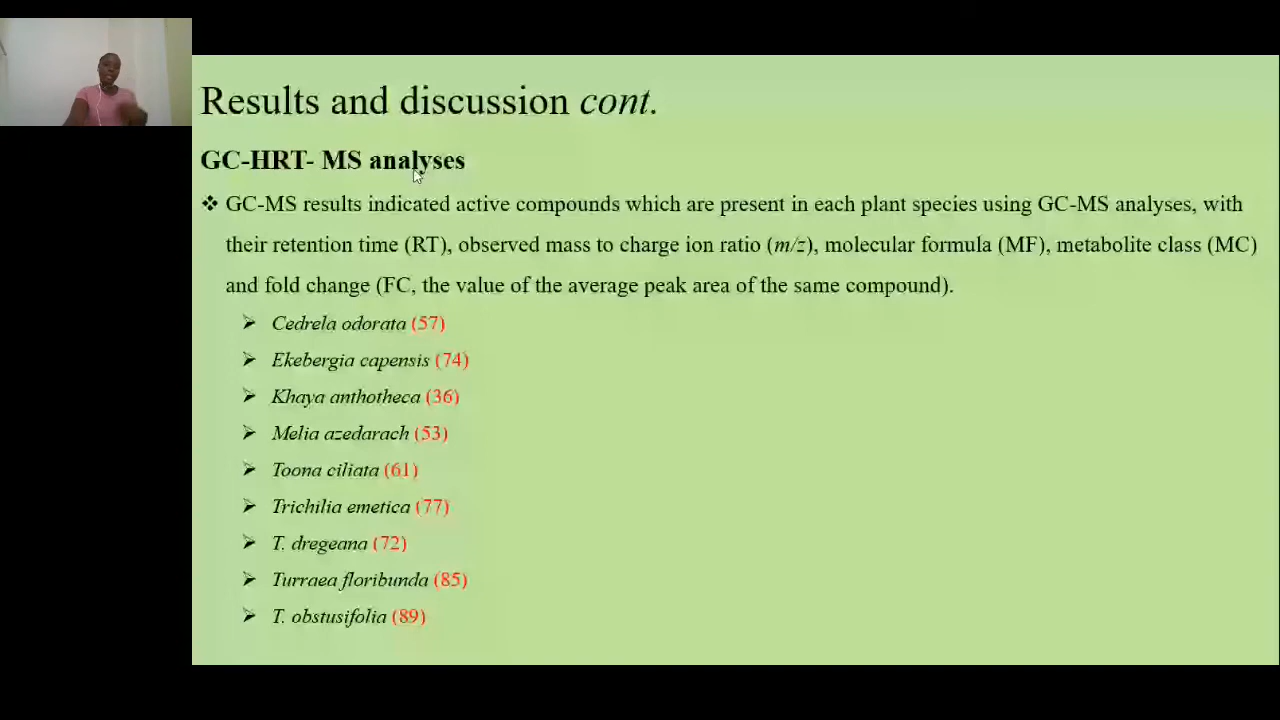 Results and discussion cont.
GC-HRT- MS analyses
❖ GC-MS results indicated active compounds which are present in each plant species using GC-MS analyses, with
their retention time (RT), observed mass to charge ion ratio (m/z), molecular formula (MF), metabolite class (MC)
and fold change (FC, the value of the average peak area of the same compound).
➢ Cedrela odorata (57)
➢ Ekebergia capensis (74)
➢ Khaya anthotheca (36)
➢ Melia azedarach (53)
➢ Toona ciliata (61)
➢ Trichilia emetica (77)
➢ T. dregeana (72)
➢ Turraea floribunda (85)
➢ T. obstusifolia (89)